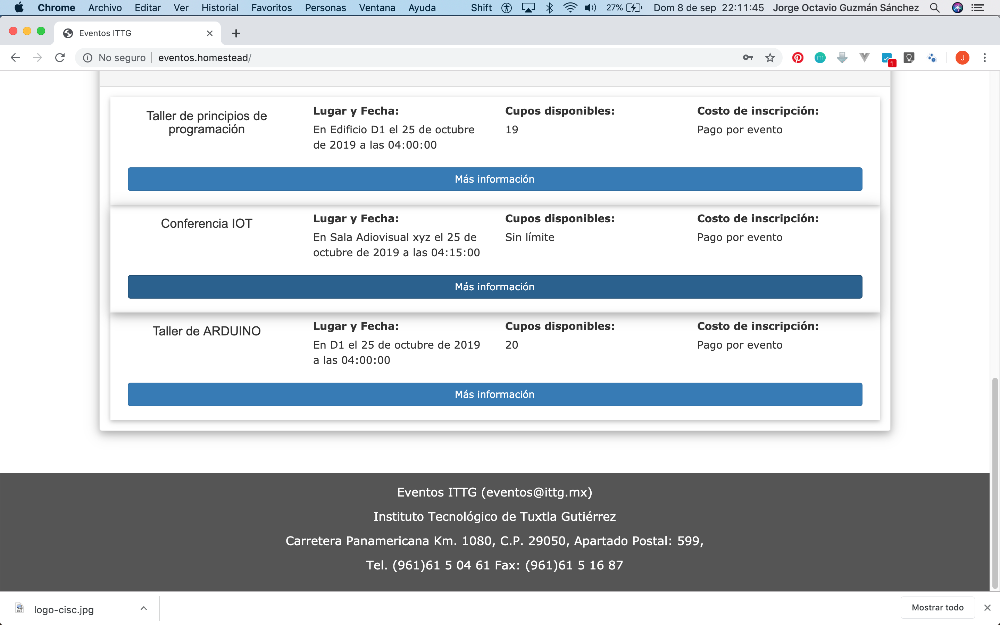 Chrome Archivo Editar Ver Historial Favoritos Personas Ventana Ayuda Shift 27% Dom 8 de sep 22:11:45 Jorge Octavio Guzmán Sánchez
Eventos ITTG
No seguro eventos.homestead/
m
1
J
Taller de principios de
programación
Lugar y Fecha:
En Edificio D1 el 25 de octubre
de 2019 a las 04:00:00
Cupos disponibles:
19
Costo de inscripción:
Pago por evento
Más información
Conferencia IOT
Lugar y Fecha:
En Sala Adiovisual xyz el 25 de
octubre de 2019 a las 04:15:00
Cupos disponibles:
Sin límite
Costo de inscripción:
Pago por evento
Más información
Taller de ARDUINO
Lugar y Fecha:
En D1 el 25 de octubre de 2019
a las 04:00:00
Cupos disponibles:
20
Costo de inscripción:
Pago por evento
Más información
Eventos ITTG (eventos@ittg.mx)
Instituto Tecnológico de Tuxtla Gutiérrez
Carretera Panamericana Km. 1080, C.P. 29050, Apartado Postal: 599,
Tel. (961)61 5 04 61 Fax: (961)61 5 16 87
JPEG
logo-cisc.jpg
Mostrar todo